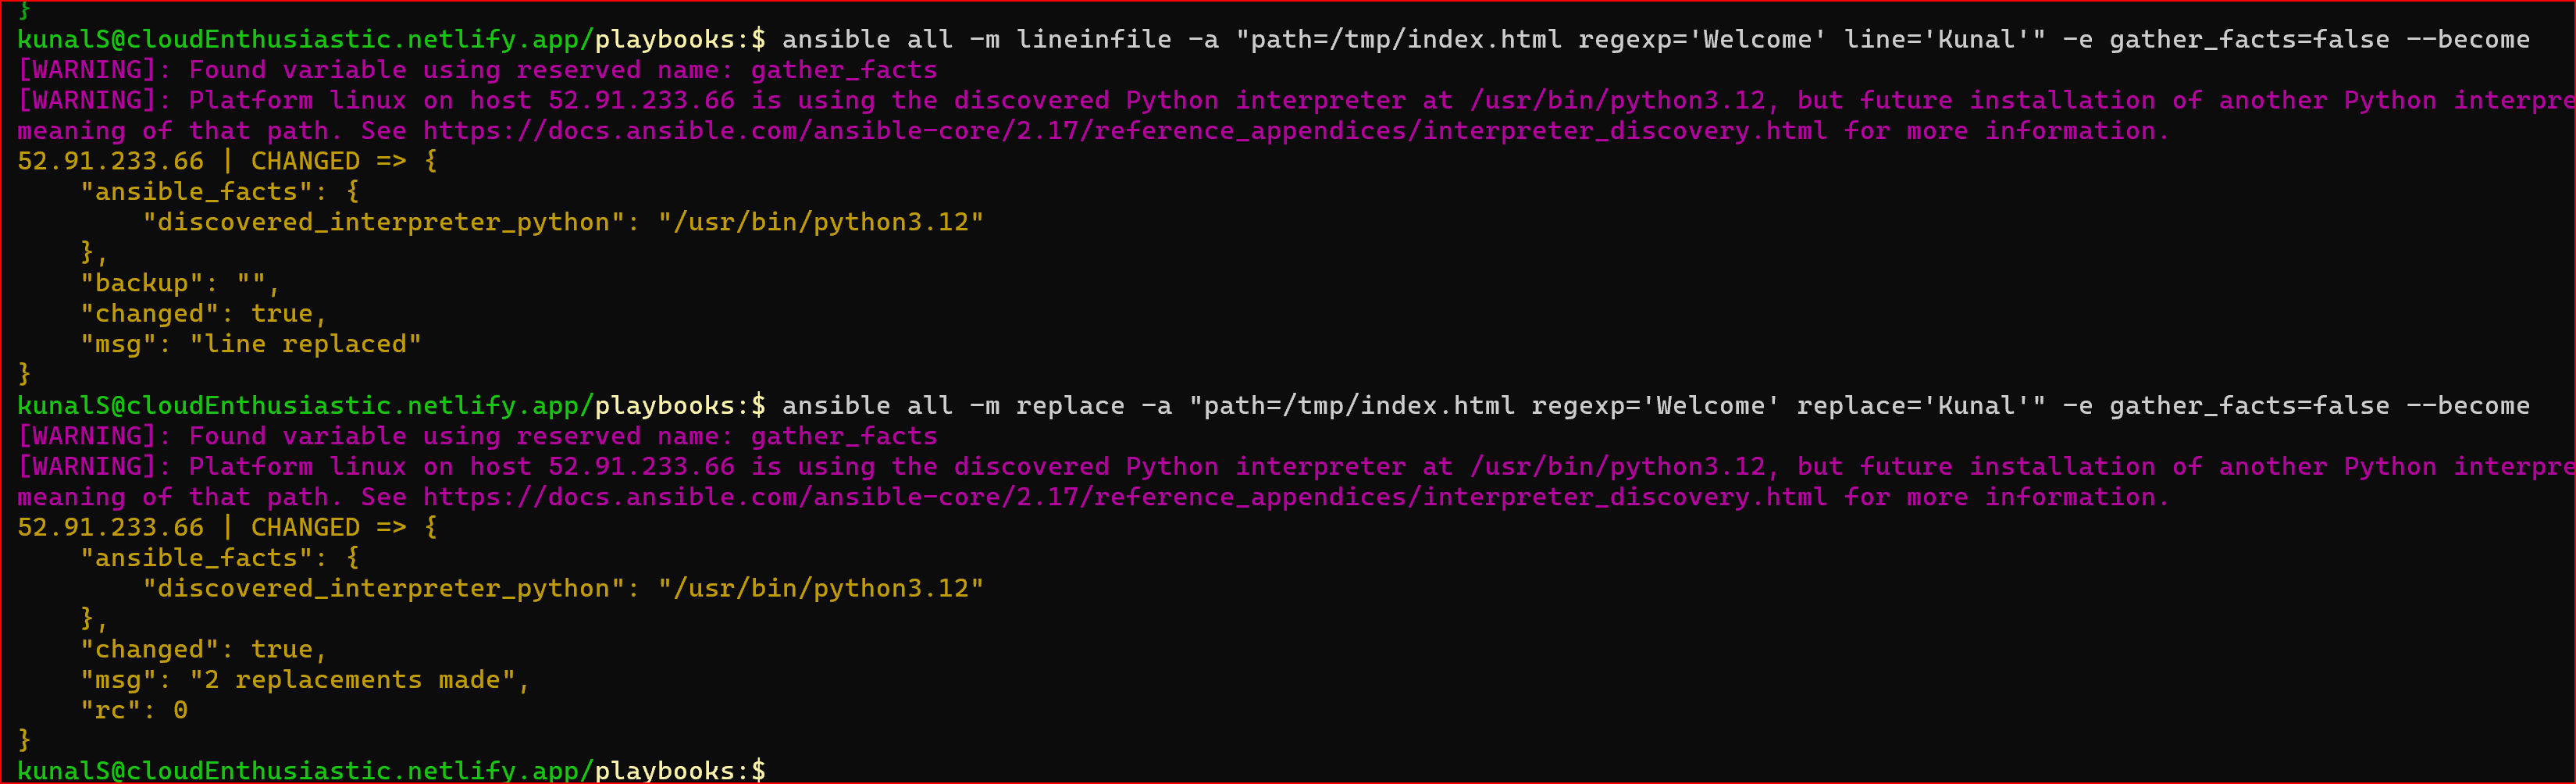 }
kunalS@cloudEnthusiastic.netlify.app/playbooks:$ ansible all -m lineinfile -a "path=/tmp/index.html regexp='Welcome' line='Kunal'" -e gather_facts=false --become
[WARNING]: Found variable using reserved name: gather_facts
[WARNING]: Platform linux on host 52.91.233.66 is using the discovered Python interpreter at /usr/bin/python3.12, but future installation of another Python interpre
meaning of that path. See https://docs.ansible.com/ansible-core/2.17/reference_appendices/interpreter_discovery.html for more information.
52.91.233.66 | CHANGED => {
    "ansible_facts": {
        "discovered_interpreter_python": "/usr/bin/python3.12"
    },
    "backup": "",
    "changed": true,
    "msg": "line replaced"
}
kunalS@cloudEnthusiastic.netlify.app/playbooks:$ ansible all -m replace -a "path=/tmp/index.html regexp='Welcome' replace='Kunal'" -e gather_facts=false --become
[WARNING]: Found variable using reserved name: gather_facts
[WARNING]: Platform linux on host 52.91.233.66 is using the discovered Python interpreter at /usr/bin/python3.12, but future installation of another Python interpre
meaning of that path. See https://docs.ansible.com/ansible-core/2.17/reference_appendices/interpreter_discovery.html for more information.
52.91.233.66 | CHANGED => {
    "ansible_facts": {
        "discovered_interpreter_python": "/usr/bin/python3.12"
    },
    "changed": true,
    "msg": "2 replacements made",
    "rc": 0
}
kunalS@cloudEnthusiastic.netlify.app/playbooks:$